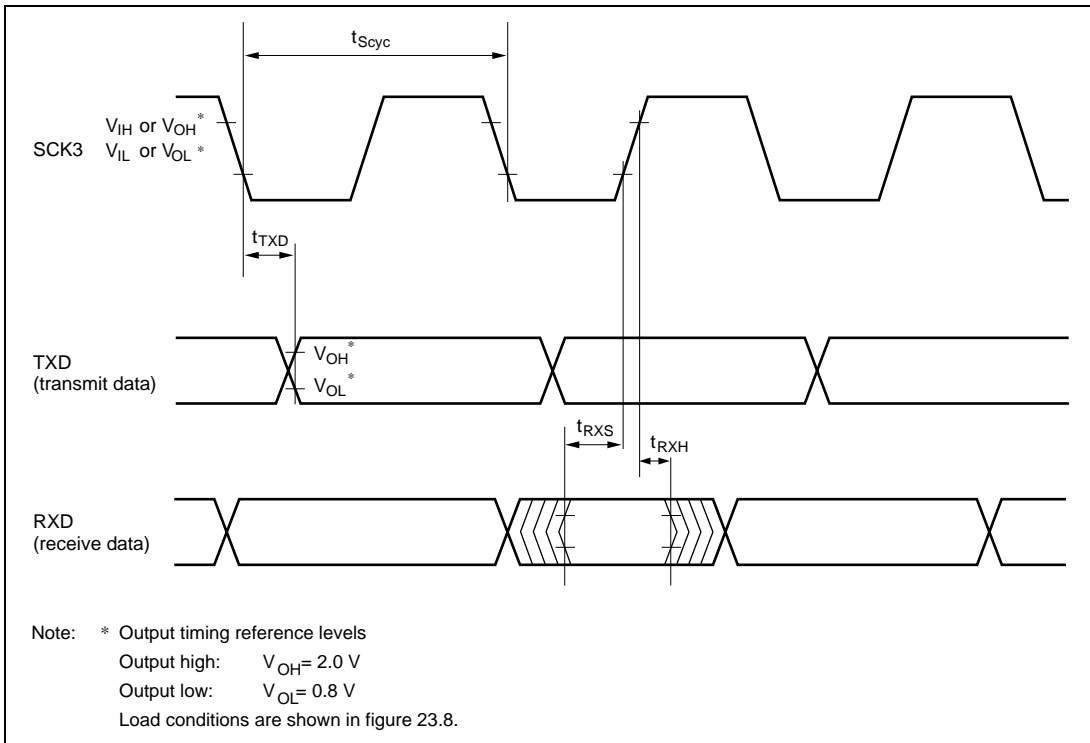 tScyc
VIH or VOH*
SCK3
VIL or VOL*
tTXD
TXD
(transmit data)
VOH*
VOL*
tRXS
tRXH
RXD
(receive data)
Note: * Output timing reference levels
Output high: VOH= 2.0 V
Output low: VOL= 0.8 V
Load conditions are shown in figure 23.8.